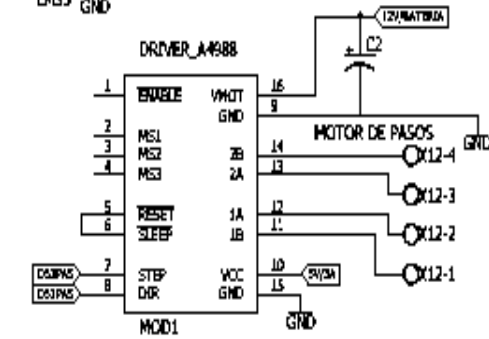 GND
12V/BATERIA
DRIVER_A4988
C2
1 ENABLE VMOT 16
GND 9
MOTOR DE PASOS
GND
2 MS1
3 MS2 2B 14 X12-4
4 MS3 2A 13
X12-3
5 RESET 1A 12
6 SLEEP 1B 11 X12-2
7 STEP VCC 10 5V/3A X12-1
8 DIR GND 15
MOD1 GND